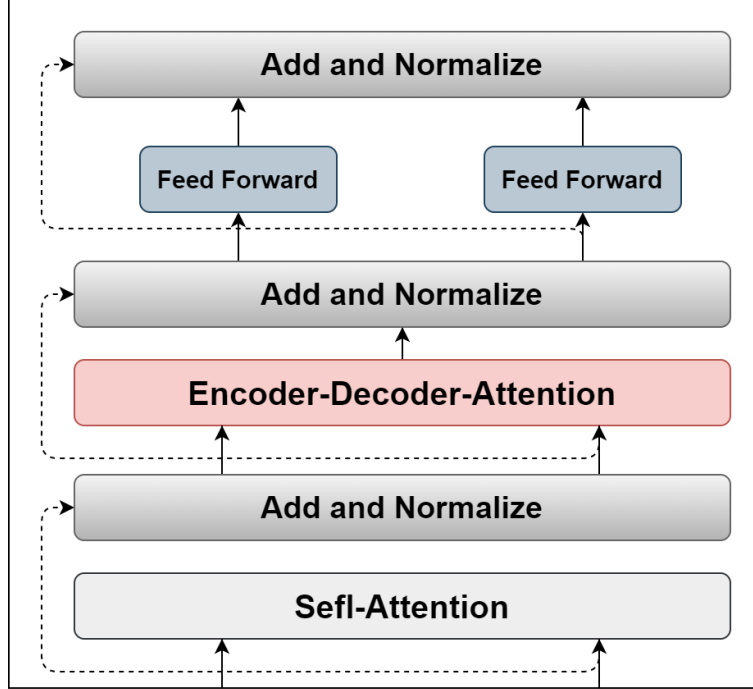 Add and Normalize
Feed Forward
Feed Forward
Add and Normalize
Encoder-Decoder-Attention
Add and Normalize
Sefl-Attention